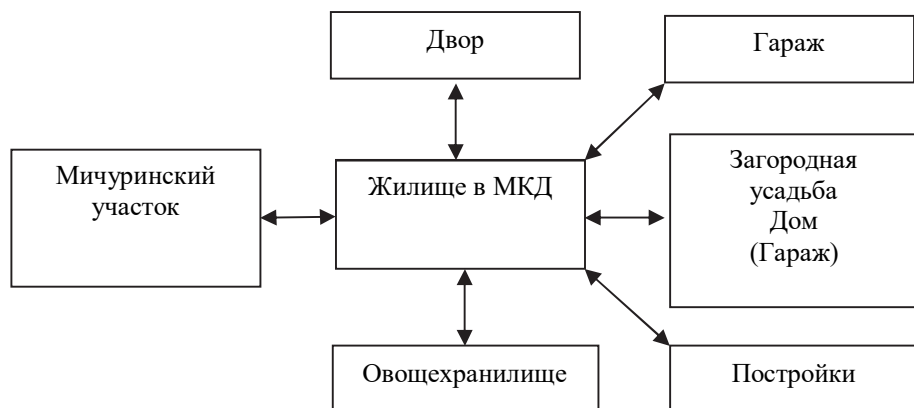 Двор
Гараж
Мичуринский
участок
Жилище в МКД
Загородная
усадьба
Дом
(Гараж)
Овощехранилище
Постройки